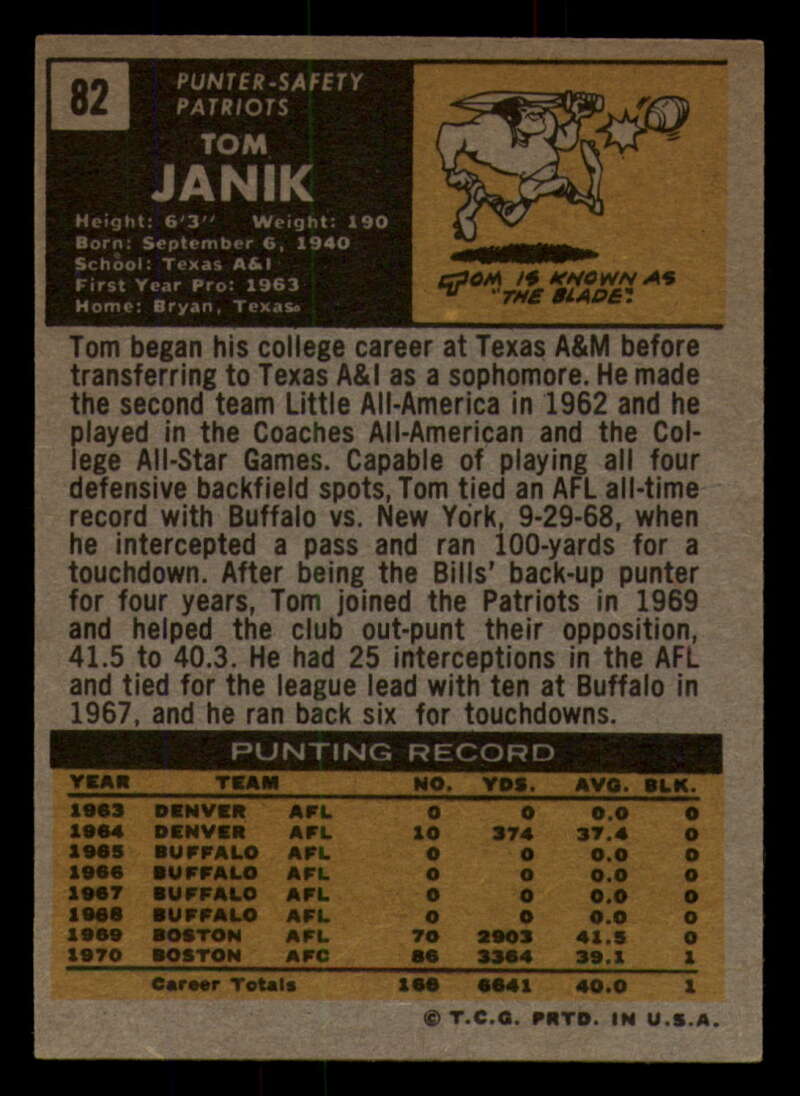 82
PUNTER-SAFETY
PATRIOTS
TOM
JANIK
Height: 6'3" Weight: 190
Born: September 6, 1940
School: Texas A&I
First Year Pro: 1963
Home: Bryan, Texas.
TOM IS KNOWN AS
"THE BLADE".
Tom began his college career at Texas A&M before
transferring to Texas A&I as a sophomore. He made
the second team Little All-America in 1962 and he
played in the Coaches All-American and the Col-
lege All-Star Games. Capable of playing all four
defensive backfield spots, Tom tied an AFL all-time
record with Buffalo vs. New York, 9-29-68, when
he intercepted a pass and ran 100-yards for a
touchdown. After being the Bills' back-up punter
for four years, Tom joined the Patriots in 1969
and helped the club out-punt their opposition,
41.5 to 40.3. He had 25 interceptions in the AFL
and tied for the league lead with ten at Buffalo in
1967, and he ran back six for touchdowns.
PUNTING RECORD
YEAR TEAM NO. YDS. AVG. BLK.
1963 DENVER AFL 0 0 0.0 0
1964 DENVER AFL 10 374 37.4 0
1965 BUFFALO AFL 0 0 0.0 0
1966 BUFFALO AFL 0 0 0.0 0
1967 BUFFALO AFL 0 0 0.0 0
1968 BUFFALO AFL 0 0 0.0 0
1969 BOSTON AFL 70 2903 41.5 0
1970 BOSTON AFC 86 3364 39.1 1
Career Totals 166 6641 40.0 1
© T.C.G. PRTD. IN U.S.A.